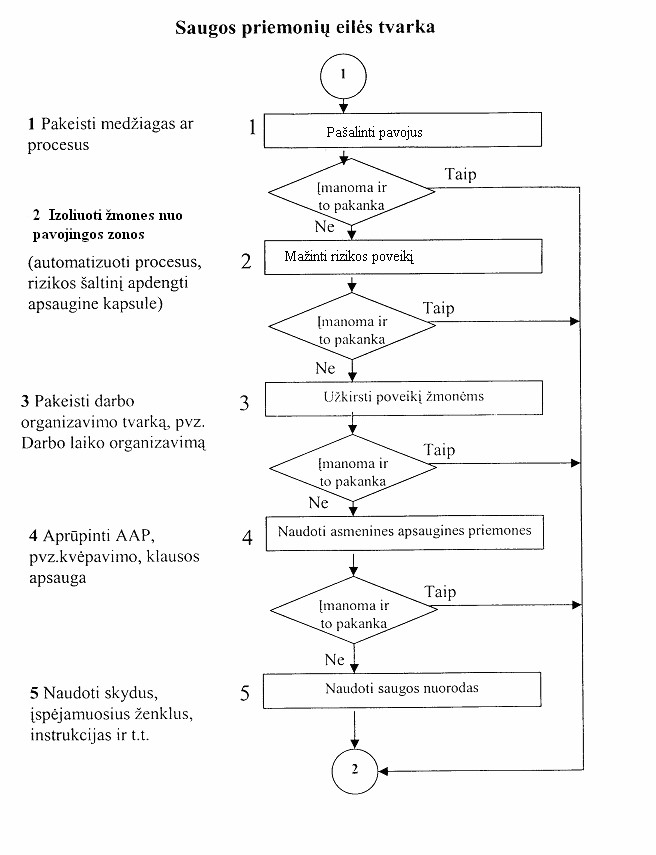 Saugos priemonių eilės tvarka
1
1 Pakeisti medžiagas ar
procesus
1
Pašalinti pavojus
Įmanoma ir
to pakanka
Taip
Ne
2 Izoliuoti žmones nuo
pavojingos zonos
(automatizuoti procesus,
rizikos šaltinį apdengti
apsaugine kapsule)
2
Mažinti rizikos poveikį
Įmanoma ir
to pakanka
Taip
Ne
3 Pakeisti darbo
organizavimo tvarką, pvz.
Darbo laiko organizavimą
3
Užkirsti poveikį žmonėms
Įmanoma ir
to pakanka
Taip
Ne
4 Aprūpinti AAP,
pvz.kvėpavimo, klausos
apsauga
4
Naudoti asmenines apsaugines priemones
Įmanoma ir
to pakanka
Taip
Ne
5 Naudoti skydus,
įspėjamuosius ženklus,
instrukcijas ir t.t.
5
Naudoti saugos nuorodas
2